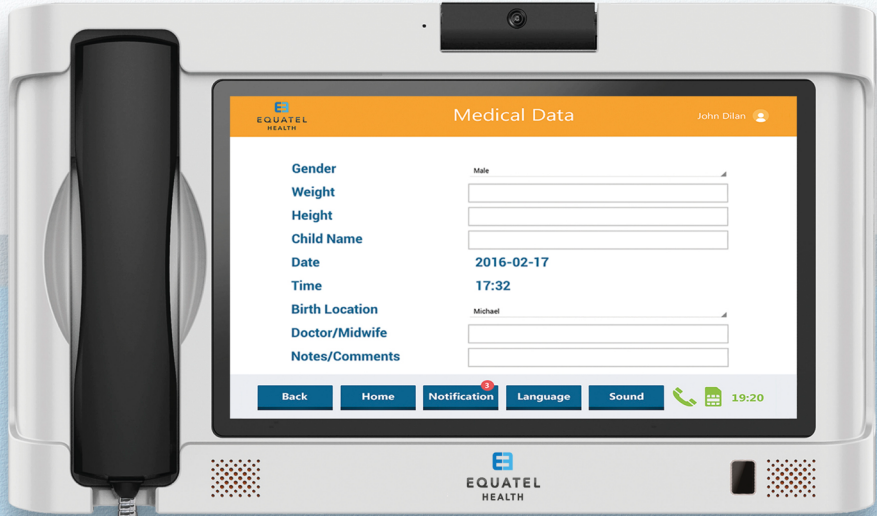 EQUATEL
HEALTH
Medical Data
John Dilan
Gender Male
Weight
Height
Child Name
Date 2016-02-17
Time 17:32
Birth Location Michael
Doctor/Midwife
Notes/Comments
3
Back Home Notification Language Sound 19:20
EQUATEL
HEALTH